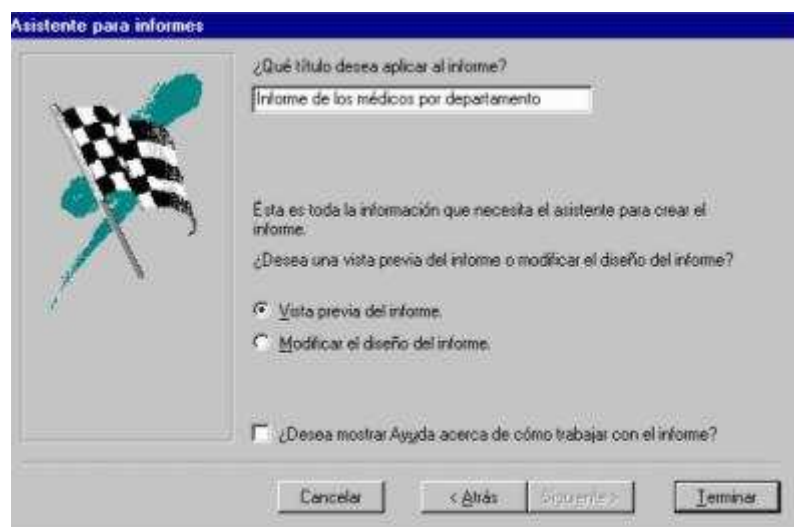 Asistente para informes
¿Qué título desea aplicar al informe?
Informe de los médicos por departamento
Ésta es toda la información que necesita el asistente para crear el
informe.
¿Desea una vista previa del informe o modificar el diseño del informe?
Vista previa del informe.
Modificar el diseño del informe.
¿Desea mostrar Ayuda acerca de cómo trabajar con el informe?
Cancelar < Atrás Siguiente > Terminar